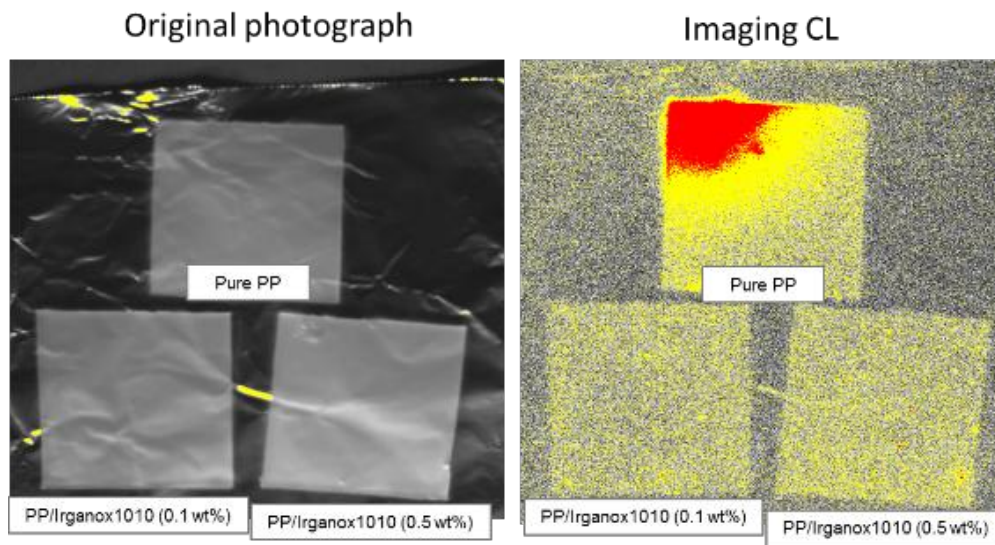 Original photograph
Imaging CL
Pure PP
Pure PP
PP/Irganox1010 (0.1 wt%)
PP/Irganox1010 (0.5 wt%)
PP/Irganox1010 (0.1 wt%)
PP/Irganox1010 (0.5 wt%)